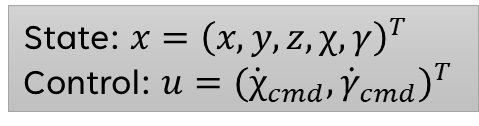 State: x = (x, y, z, χ, γ)ᵀ
Control: u = (χ̇_cmd, γ̇_cmd)ᵀ